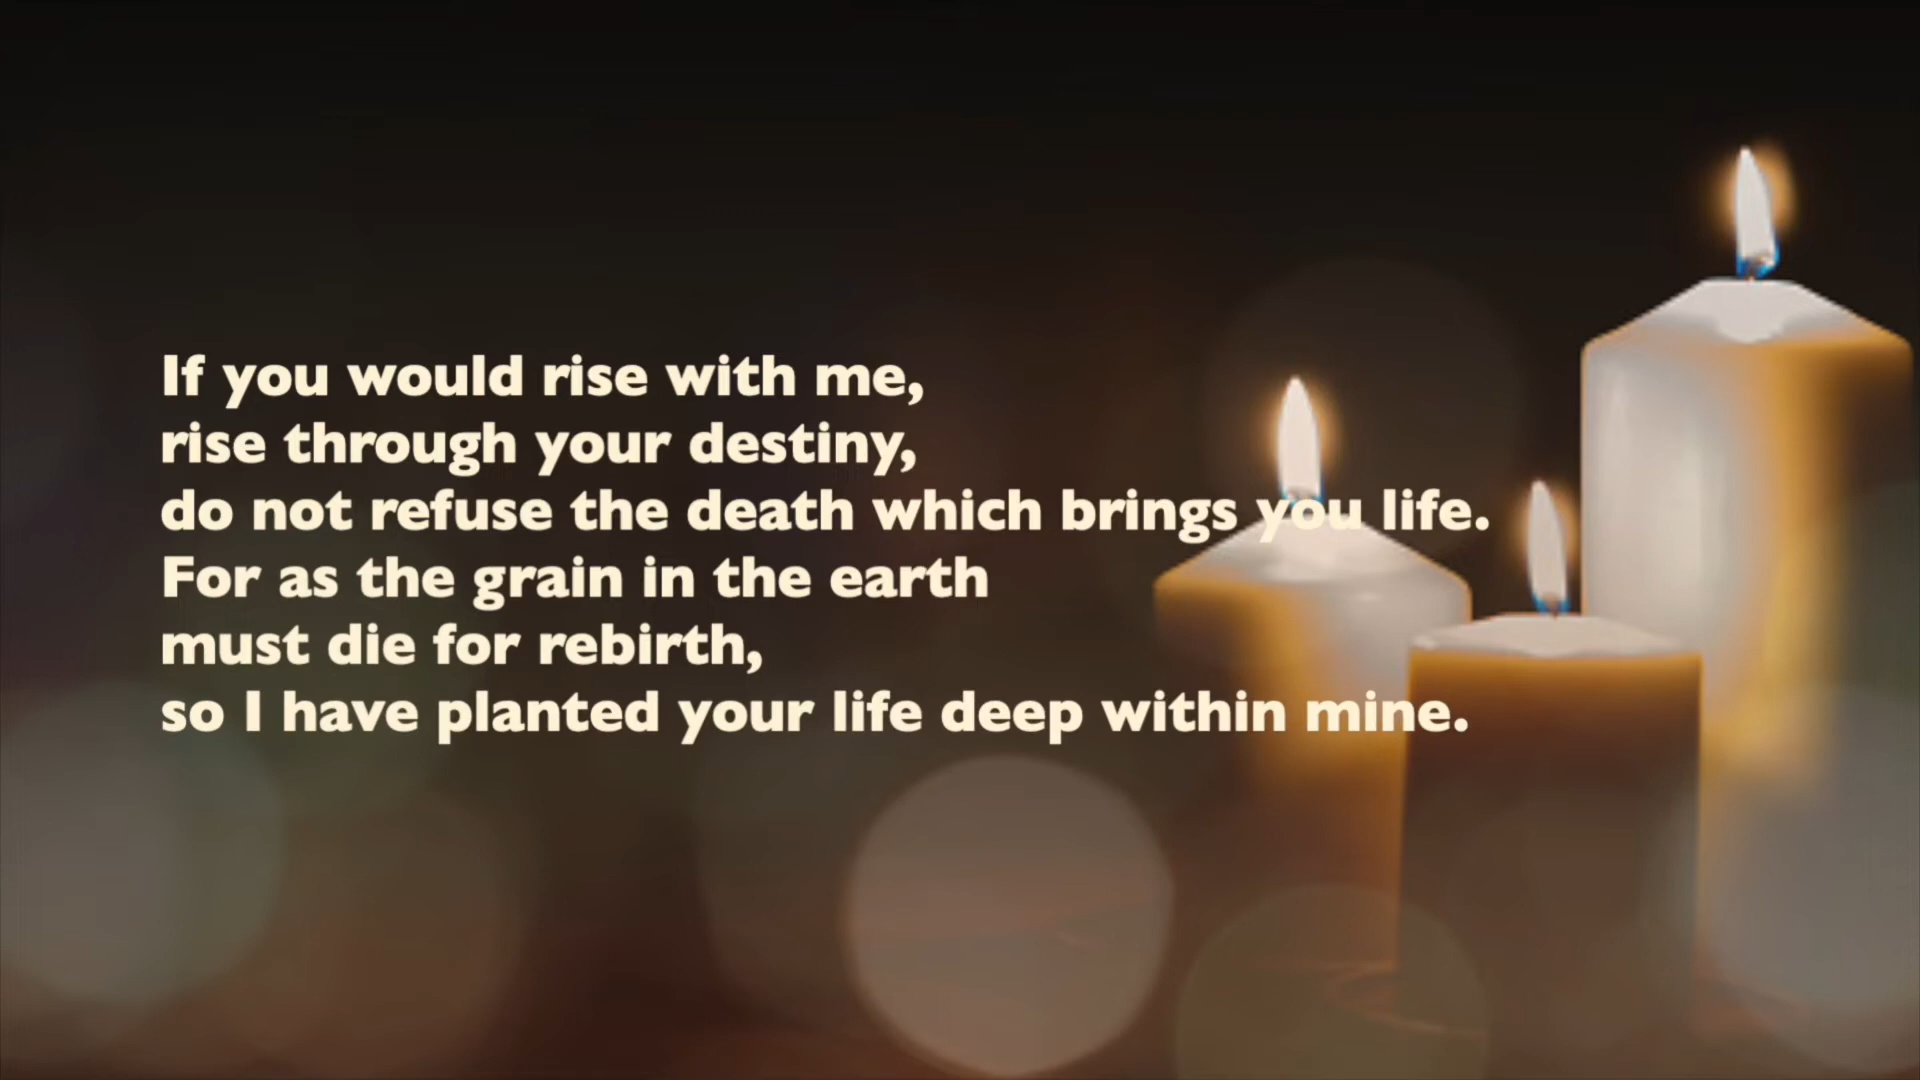 If you would rise with me,
rise through your destiny,
do not refuse the death which brings you life.
For as the grain in the earth
must die for rebirth,
so I have planted your life deep within mine.